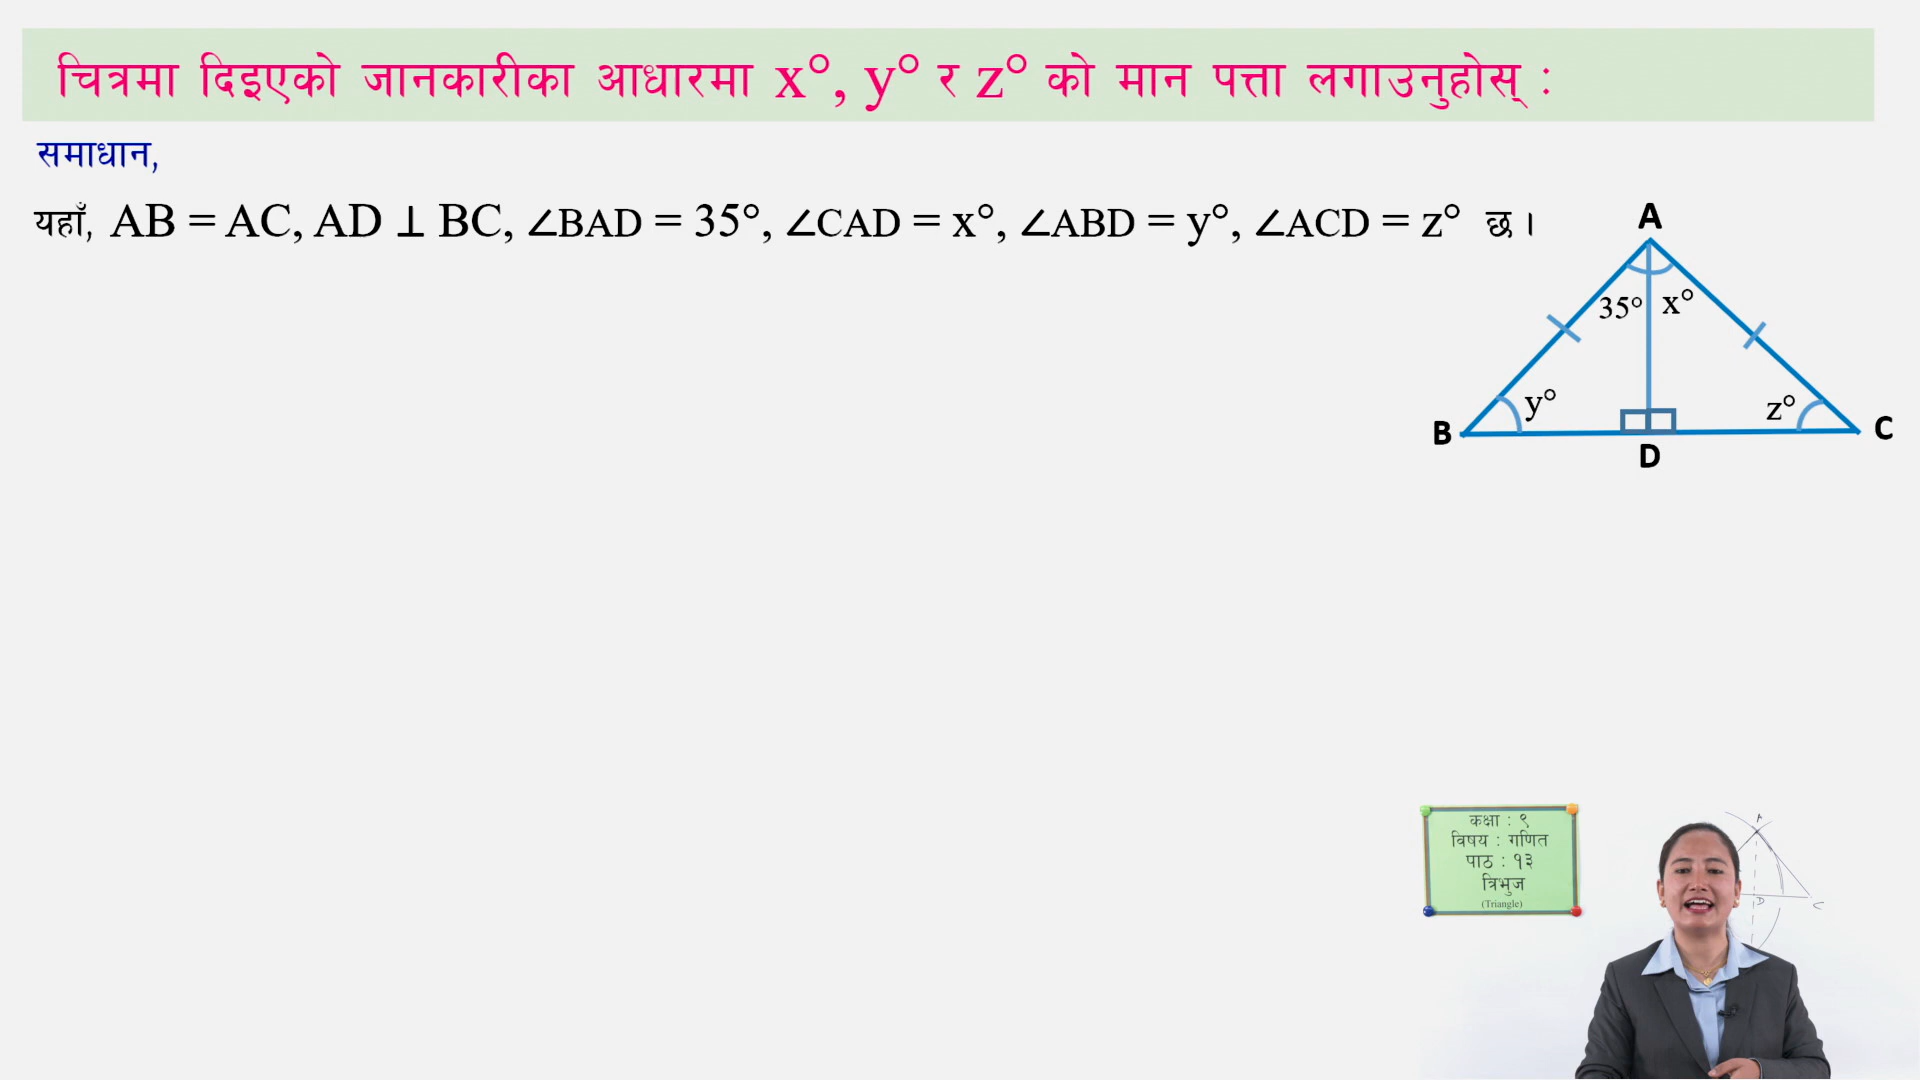 चित्रमा दिइएको जानकारीका आधारमा x°, y° र z° को मान पत्ता लगाउनुहोस् :
समाधान,
यहाँ, AB = AC, AD ⊥ BC, ∠BAD = 35°, ∠CAD = x°, ∠ABD = y°, ∠ACD = z° छ ।
A
35° x°
y° z°
B C
D
कक्षा : ९
विषय : गणित
पाठ : १३
त्रिभुज
(Triangle)
A
D
C